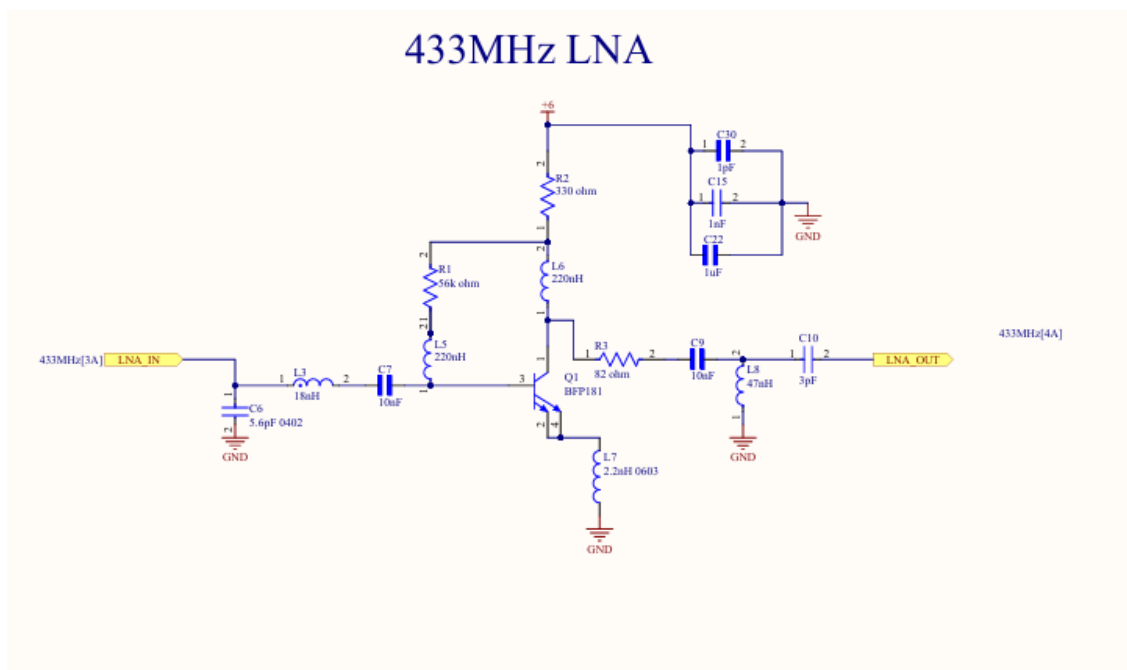 433MHz LNA
+6
C30
1 2
1pF
C15
1 2
1nF
C22
1uF
GND
2
R2
330 ohm
1
2
R1
56k ohm
21
2
L6
220nH
1
L5
220nH
1
433MHz[3A]
LNA_IN
L3
1 2
18nH
C7
10nF
1
C6
5.6pF 0402
2
GND
3
1
Q1
BFP181
2 4
L7
2.2nH 0603
GND
R3
1 2
82 ohm
C9
10nF
2
L8
47nH
1
GND
C10
1 2
3pF
LNA_OUT
433MHz[4A]